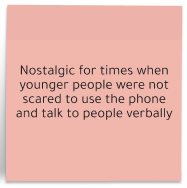 Nostalgic for times when
younger people were not
scared to use the phone
and talk to people verbally